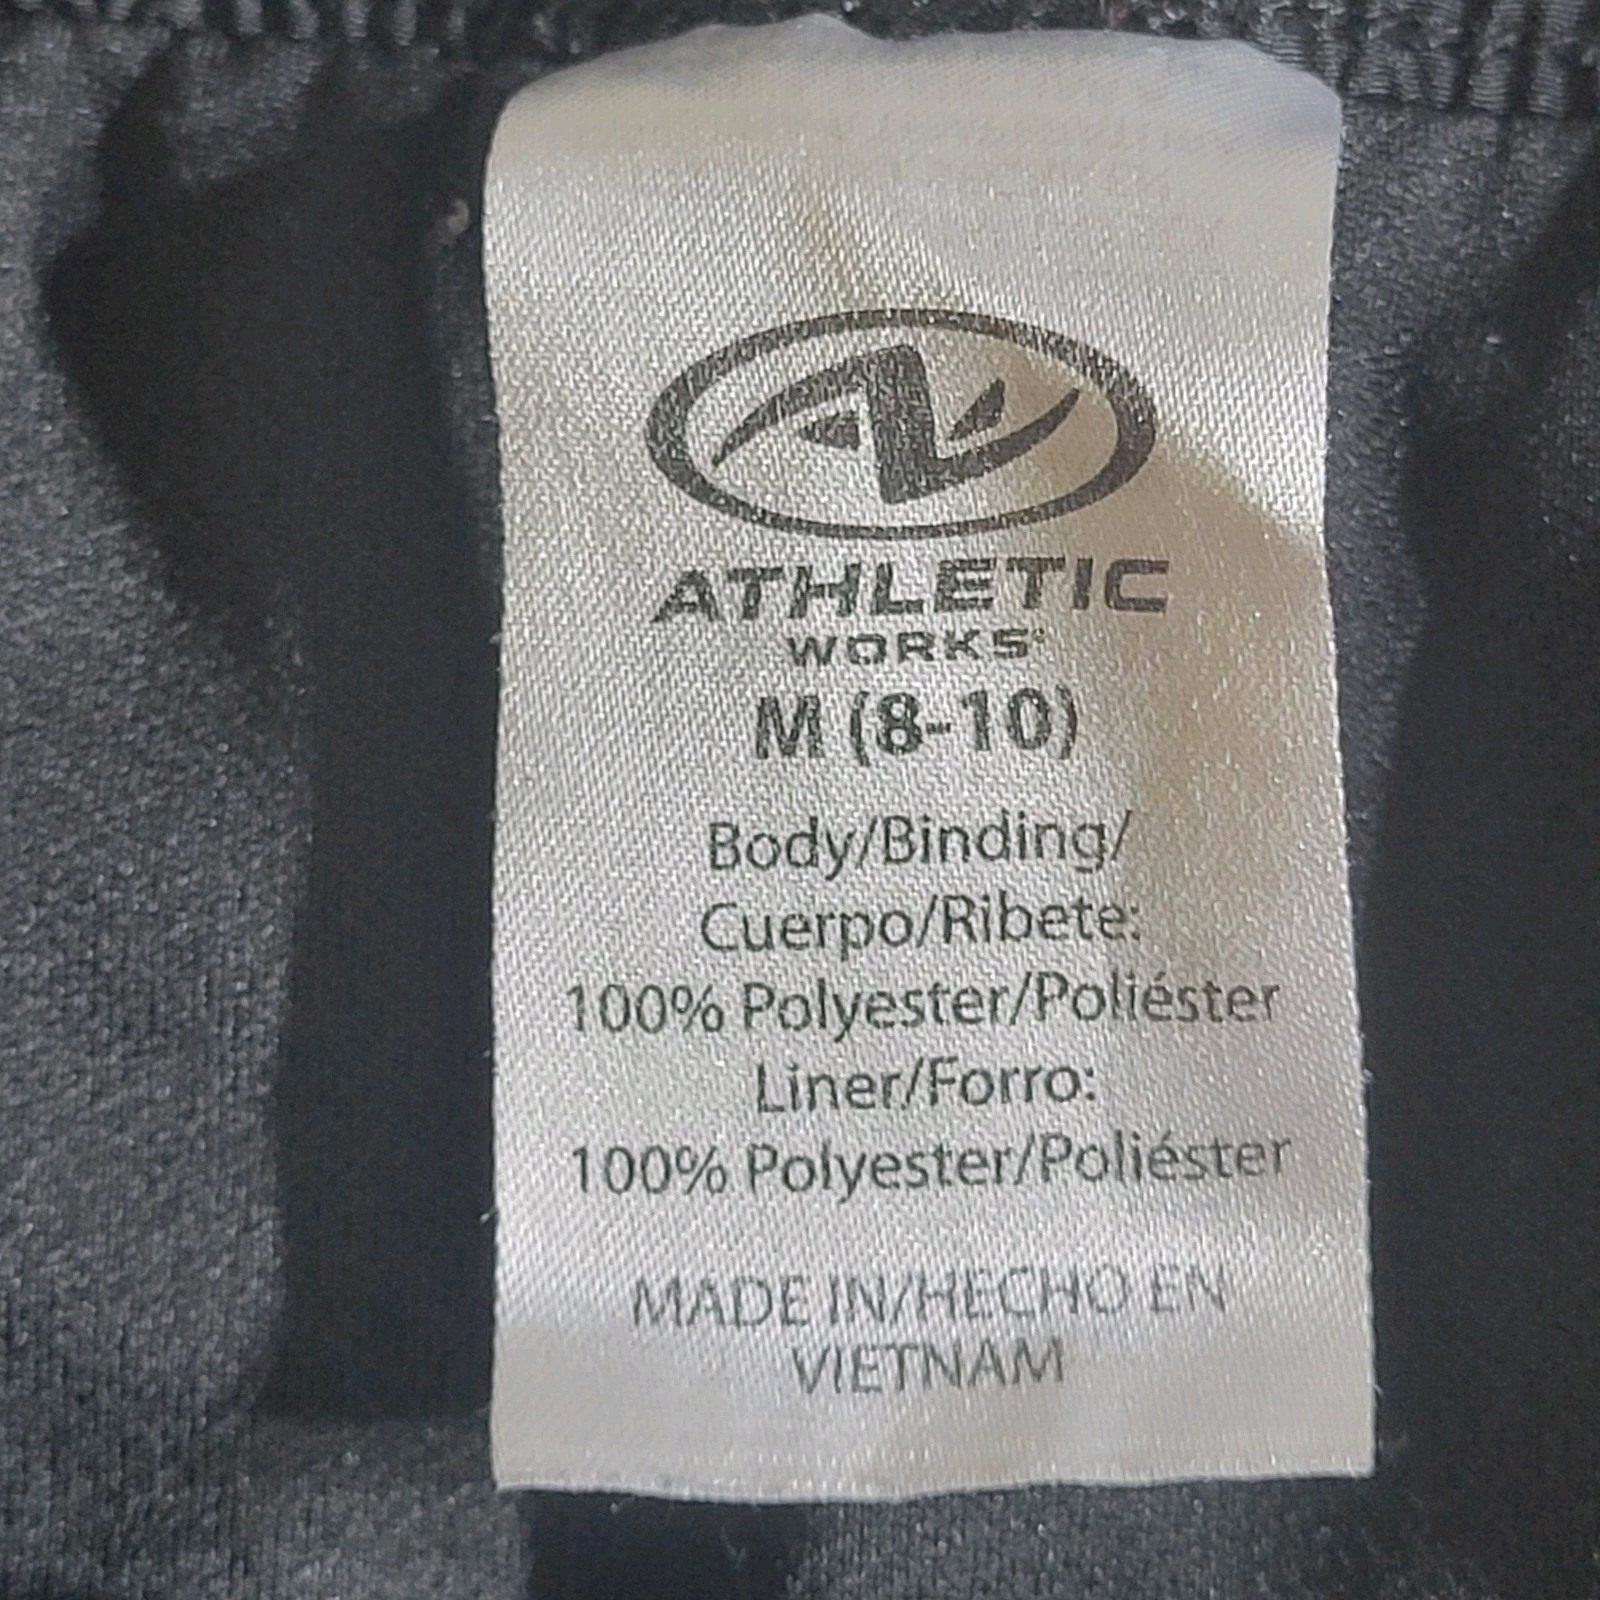 ATHLETIC
WORKS
M (8-10)
Body/Binding/
Cuerpo/Ribete:
100% Polyester/Poliéster
Liner/Forro:
100% Polyester/Poliéster
MADE IN/HECHO EN
VIETNAM